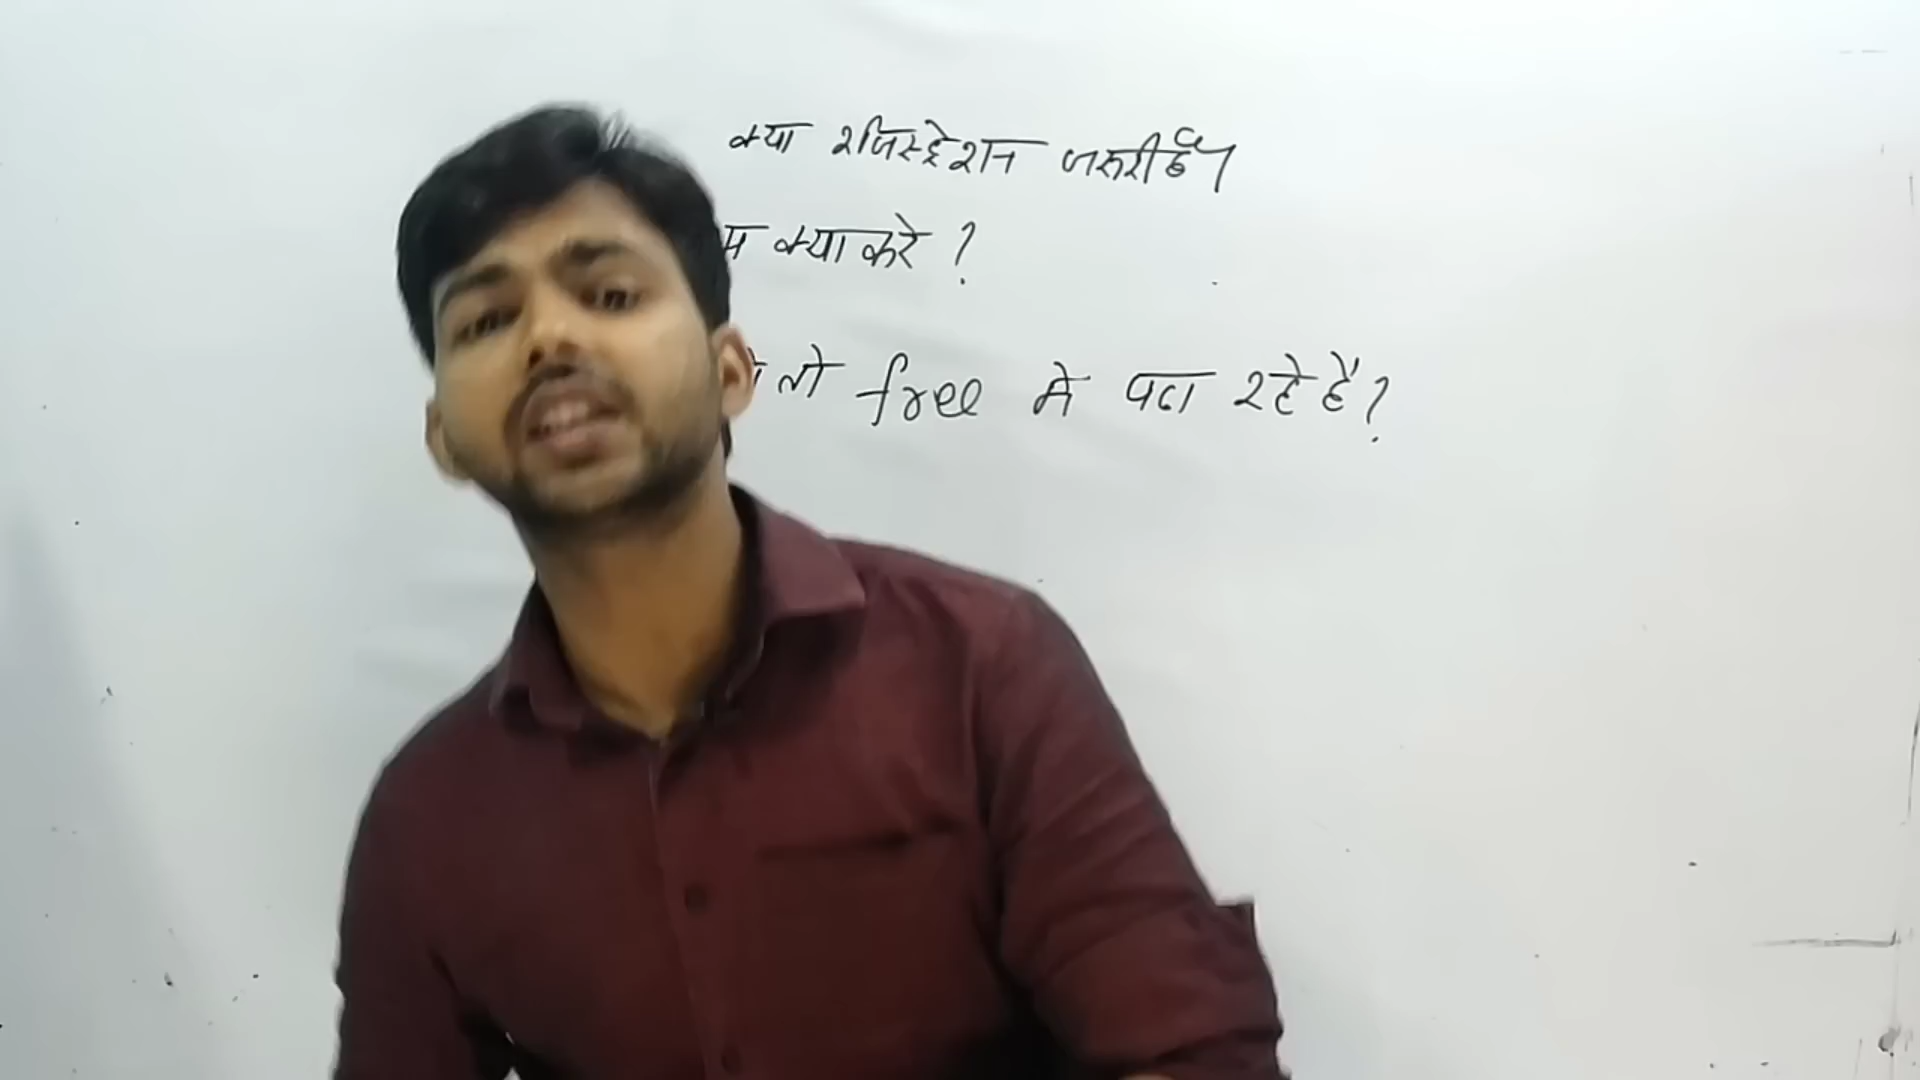 क्या रजिस्ट्रेशन जरूरी है।
क्या करे ?
तो free मे पढा रहे हैं ?